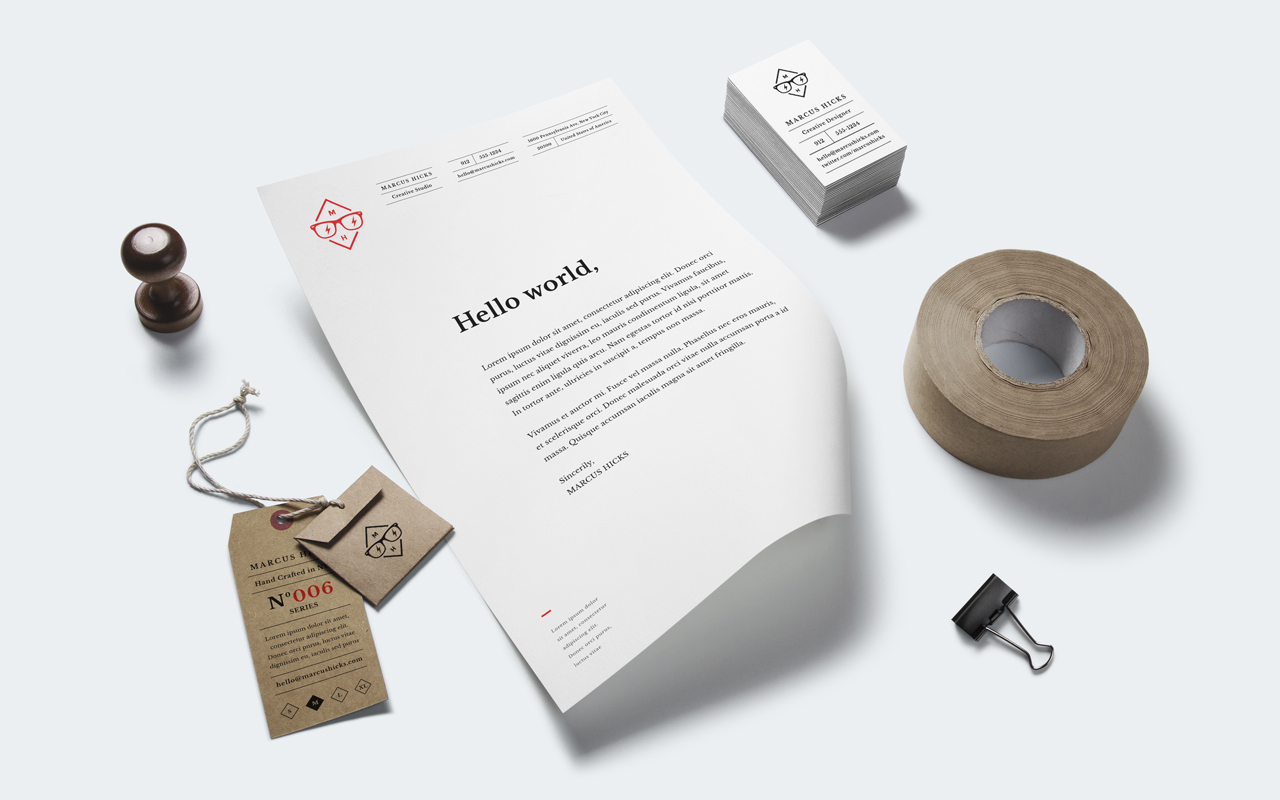 MARCUS HICKS
Creative Studio
912 555-1234
hello@marcushicks.com
1600 Pennsylvania Ave, New York City
20500 United States of America
M
H
Hello world,
Lorem ipsum dolor sit amet, consectetur adipiscing elit. Donec orci
purus, luctus vitae dignissim eu, iaculis sed purus. Vivamus faucibus,
ipsum nec aliquet viverra, leo mauris condimentum ligula, sit amet
sagittis enim ligula quis arcu. Nam egestas tortor id nisi porttitor mattis.
In tortor ante, ultricies in suscipit a, tempus non massa.
Vivamus et auctor mi. Fusce vel massa nulla. Phasellus nec eros mauris,
et scelerisque orci. Donec malesuada orci vitae nulla accumsan porta a id
massa. Quisque accumsan iaculis magna sit amet fringilla.
Sincerily,
MARCUS HICKS
Lorem ipsum dolor
sit amet, consectetur
adipiscing elit.
Donec orci purus,
luctus vitae
M
H
MARCUS HICKS
Creative Designer
912 555-1234
hello@marcushicks.com
twitter.com/marcushicks
M
H
MARCUS H
Hand Crafted in N
Nº006
SERIES
Lorem ipsum dolor sit amet,
consectetur adipiscing elit.
Donec orci purus, luctus vitae
dignissim eu, iaculis sed purus
hello@marcushicks.com
S M L XL